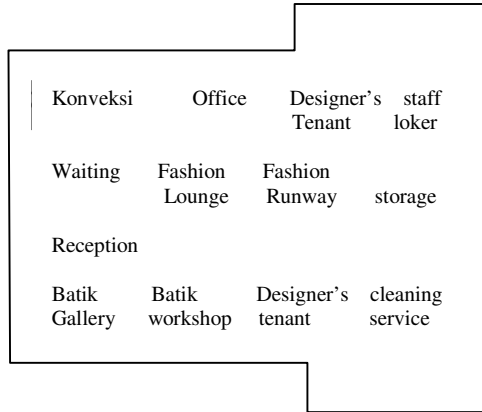 Konveksi Office Designer's staff
Tenant loker
Waiting Fashion Fashion
Lounge Runway storage
Reception
Batik Batik Designer's cleaning
Gallery workshop tenant service